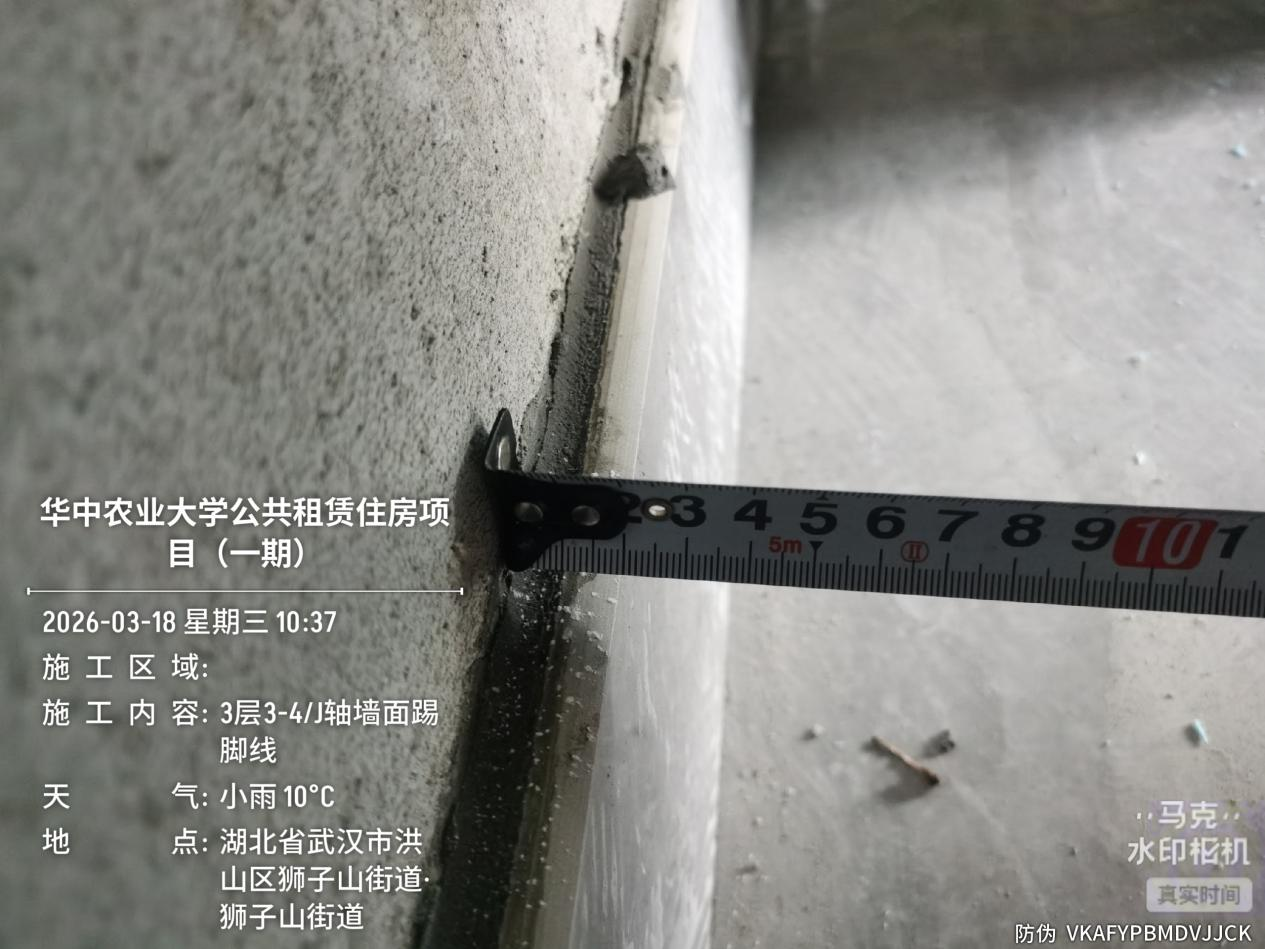 华中农业大学公共租赁住房项
目（一期）
2026-03-18 星期三 10:37
施工区域:
施工内容: 3层3-4/J轴墙面踢
脚线
天气: 小雨 10°C
地点: 湖北省武汉市洪
山区狮子山街道·
狮子山街道
2 3 4 5 6 7 8 9 10 1
5m II
马克
水印相机
真实时间
防伪 VKAFYPBMDVJJCK